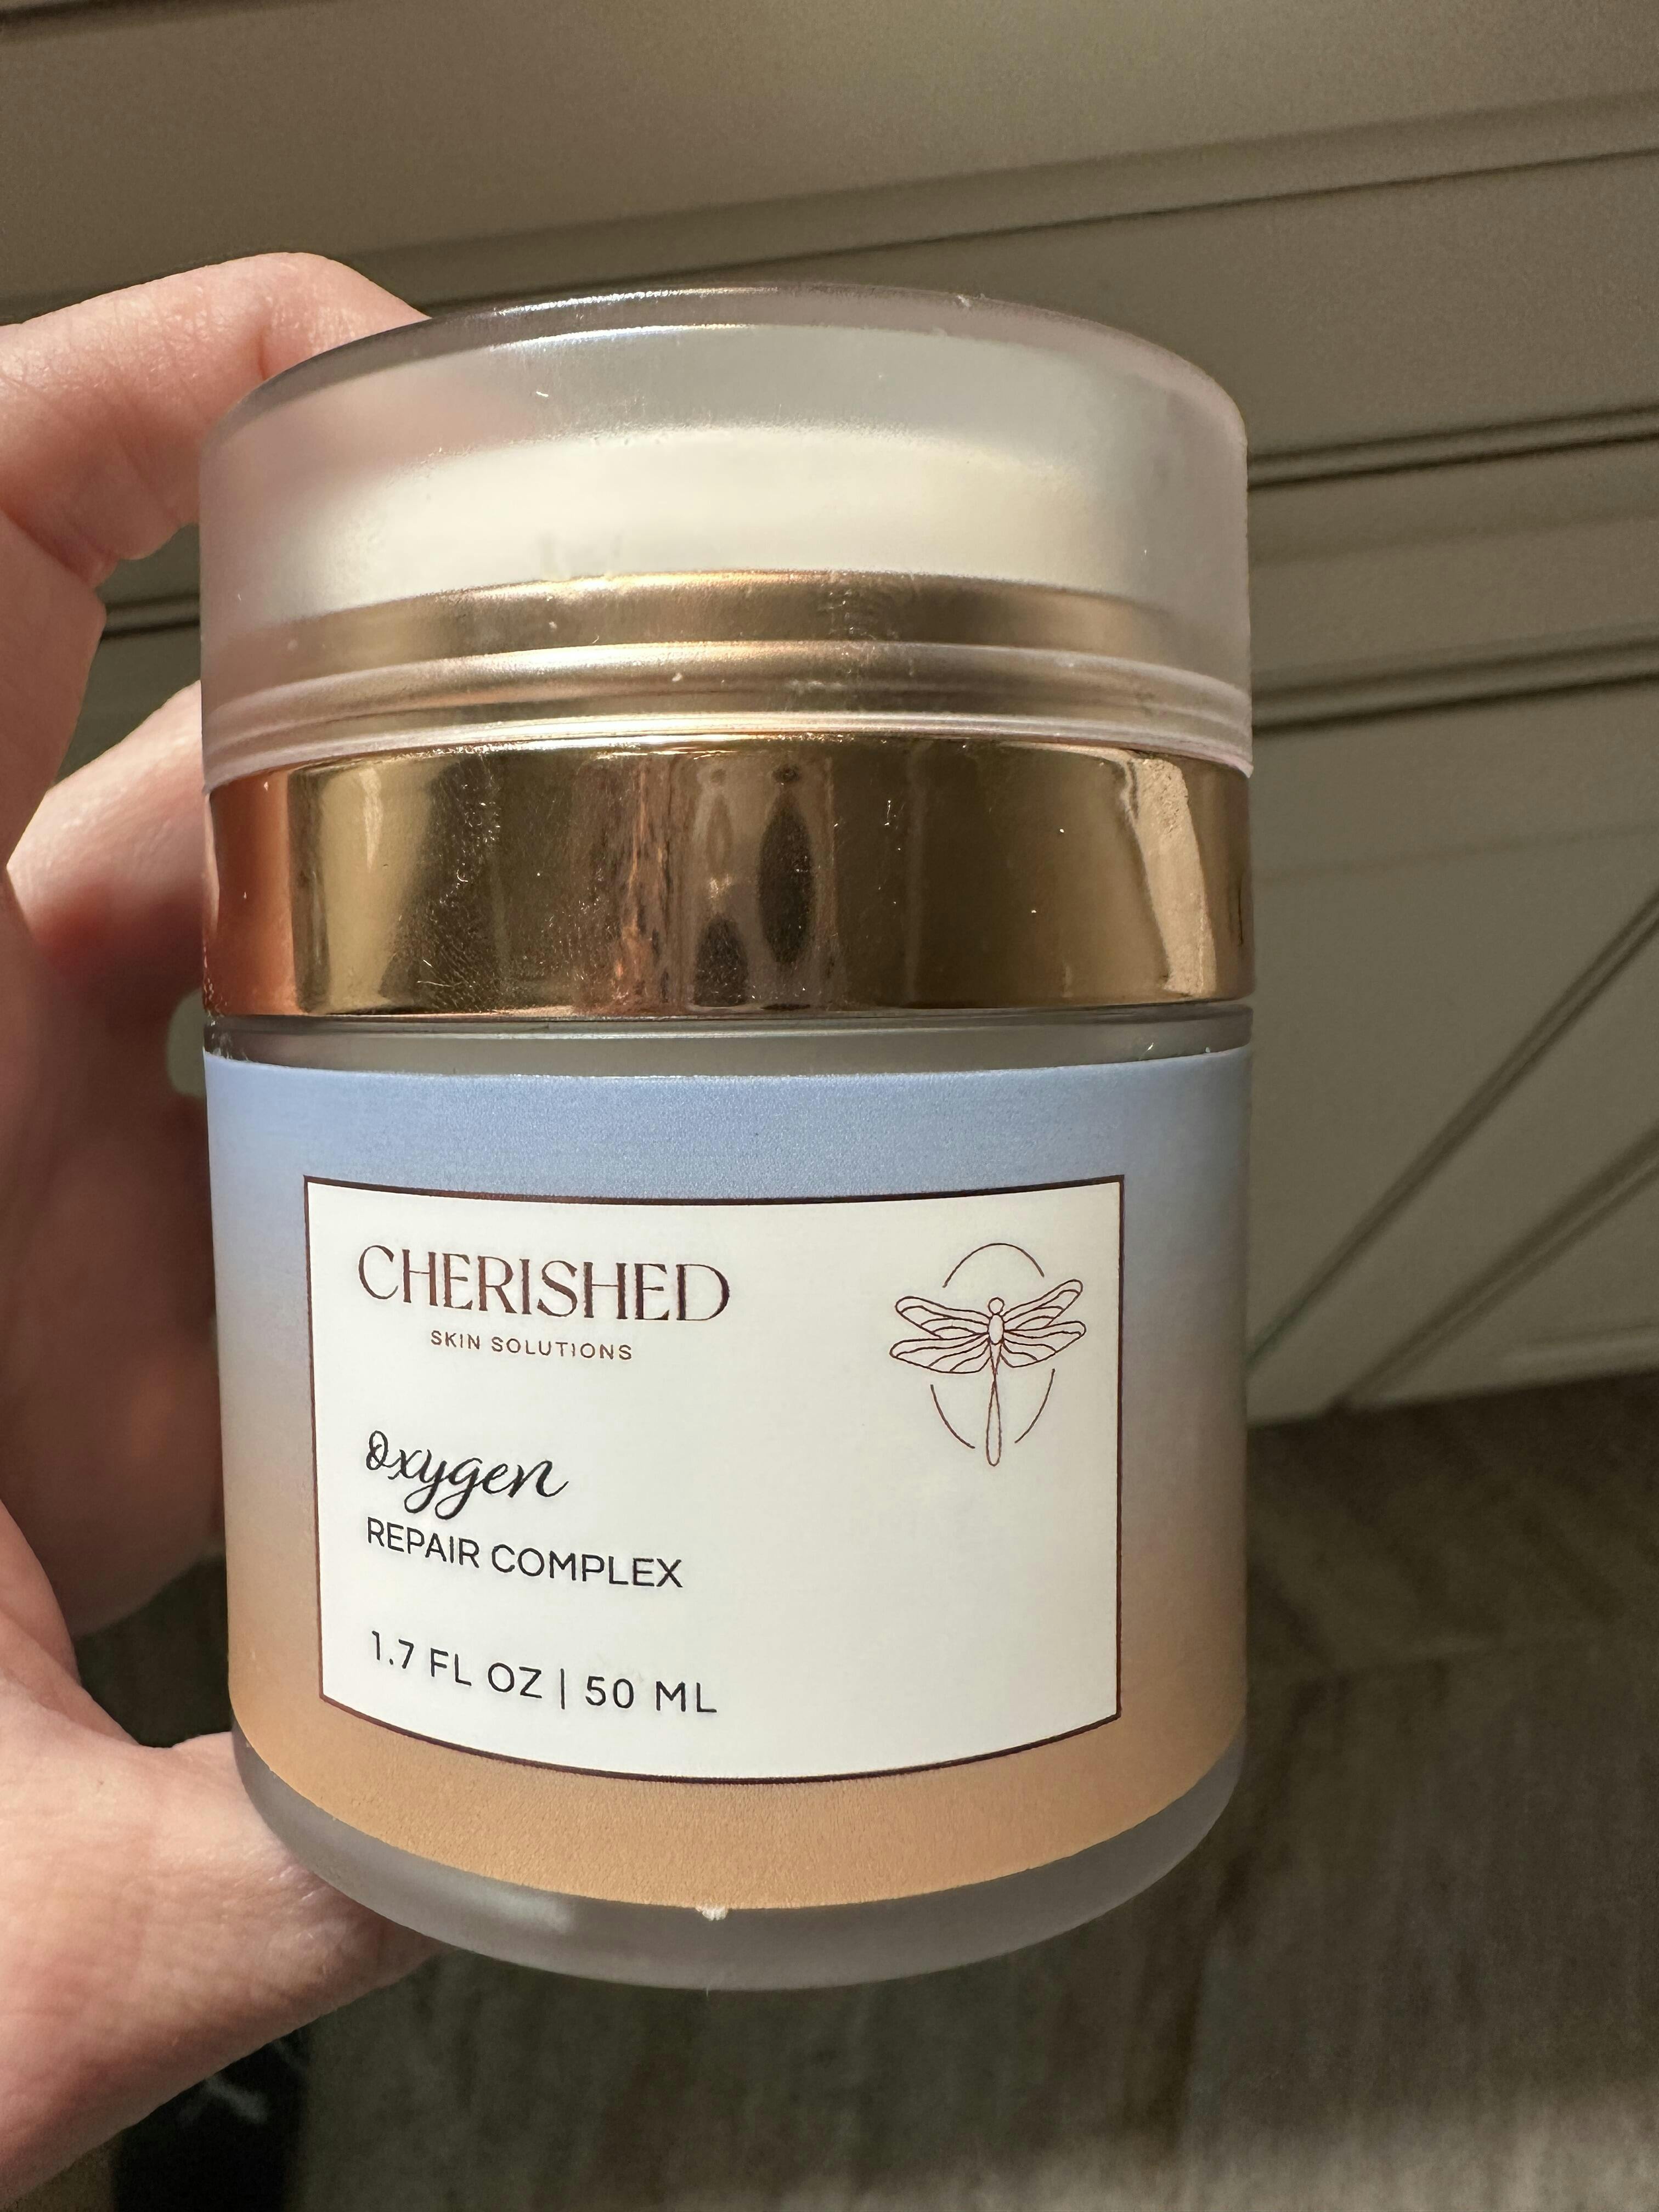 CHERISHED
SKIN SOLUTIONS
Oxygen
REPAIR COMPLEX
1.7 FL OZ | 50 ML